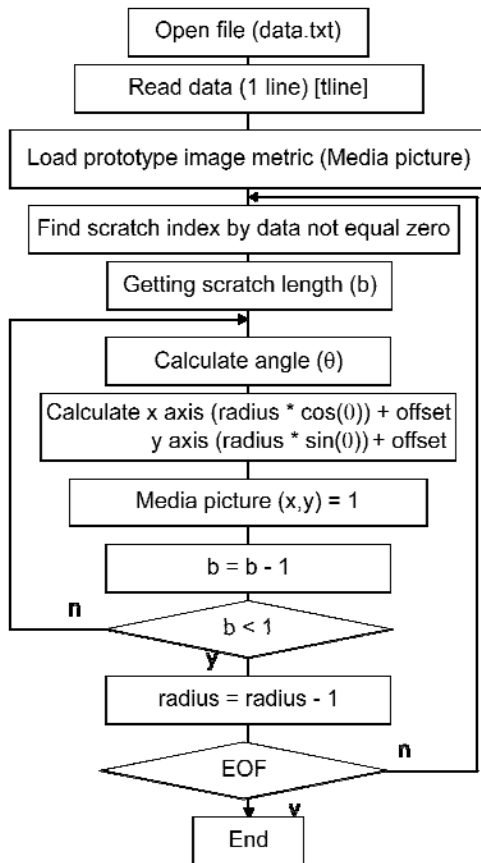 Open file (data.txt)
Read data (1 line) [tline]
Load prototype image metric (Media picture)
Find scratch index by data not equal zero
Getting scratch length (b)
Calculate angle (θ)
Calculate x axis (radius * cos(θ)) + offset
y axis (radius * sin(θ)) + offset
Media picture (x,y) = 1
b = b - 1
n
b < 1
y
radius = radius - 1
n
EOF
y
End